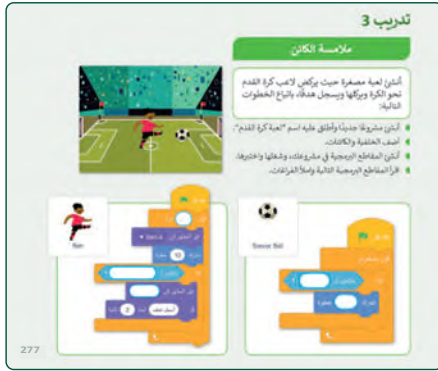 تدريب 3
ملامسة الكائن
أنشئ لعبة مصغرة حيث يركض لاعب كرة القدم
نحو الكرة ويركلها ويسجل هدفًا، باتباع الخطوات
التالية:
أنشئ مشروعًا جديدًا وأطلق عليه اسم "لعبة كرة القدم".
أضف الخلفية والكائنات.
أنشئ المقاطع البرمجية في مشروعك، وشغلها واختبرها.
اقرأ المقاطع البرمجية التالية واملأ الفراغات.
Ben
Soccer Ball
10 خطوة
خطوة
2
277